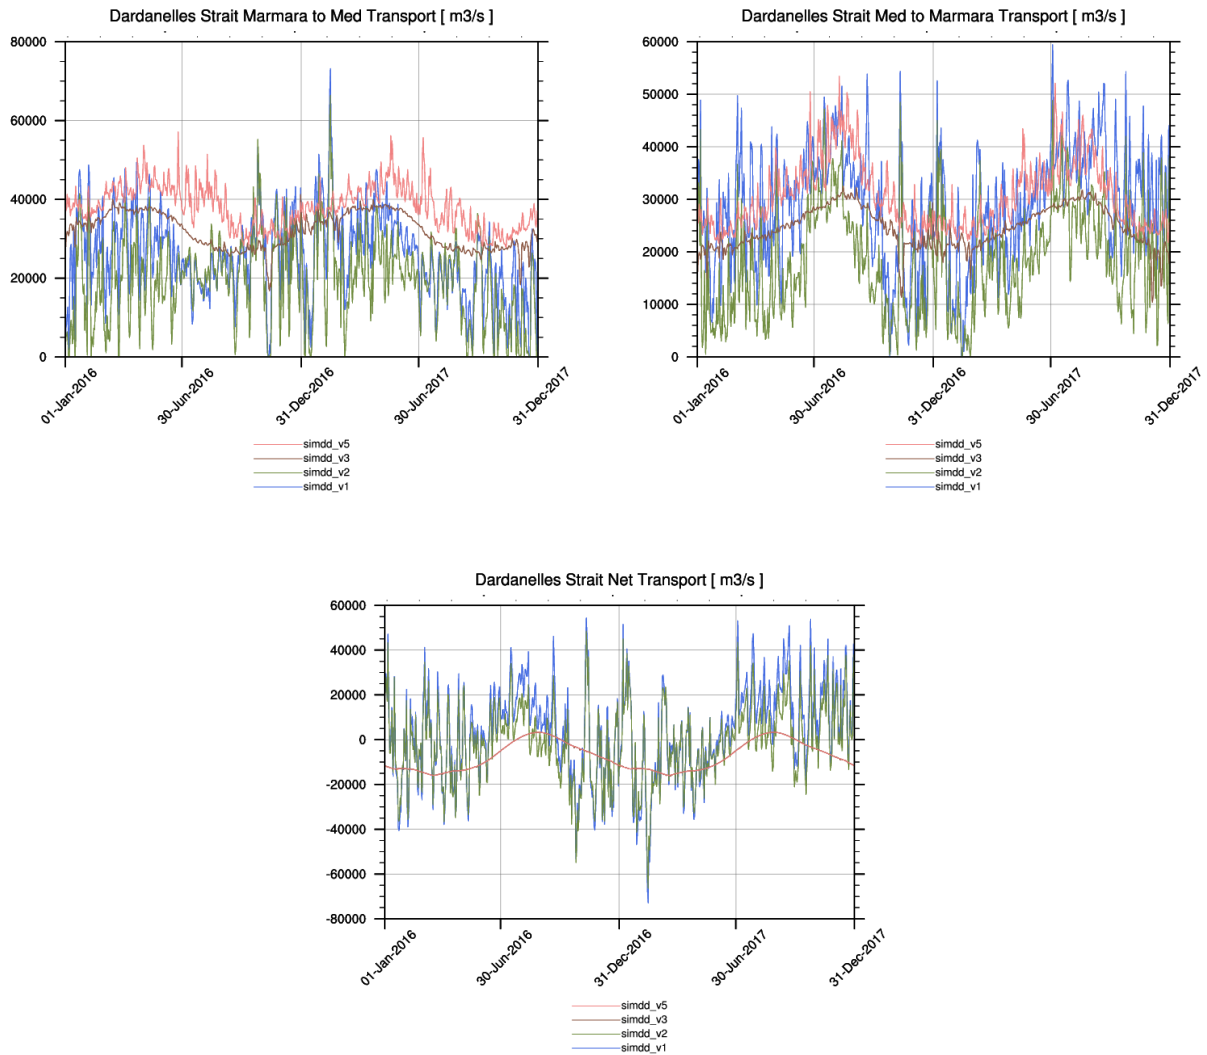 Dardanelles Strait Marmara to Med Transport [ m3/s ]
80000
60000
40000
20000
0
01-Jan-2016
30-Jun-2016
31-Dec-2016
30-Jun-2017
31-Dec-2017
simdd_v5
simdd_v3
simdd_v2
simdd_v1
Dardanelles Strait Med to Marmara Transport [ m3/s ]
60000
50000
40000
30000
20000
10000
0
01-Jan-2016
30-Jun-2016
31-Dec-2016
30-Jun-2017
31-Dec-2017
simdd_v5
simdd_v3
simdd_v2
simdd_v1
Dardanelles Strait Net Transport [ m3/s ]
60000
40000
20000
0
-20000
-40000
-60000
-80000
01-Jan-2016
30-Jun-2016
31-Dec-2016
30-Jun-2017
31-Dec-2017
simdd_v5
simdd_v3
simdd_v2
simdd_v1